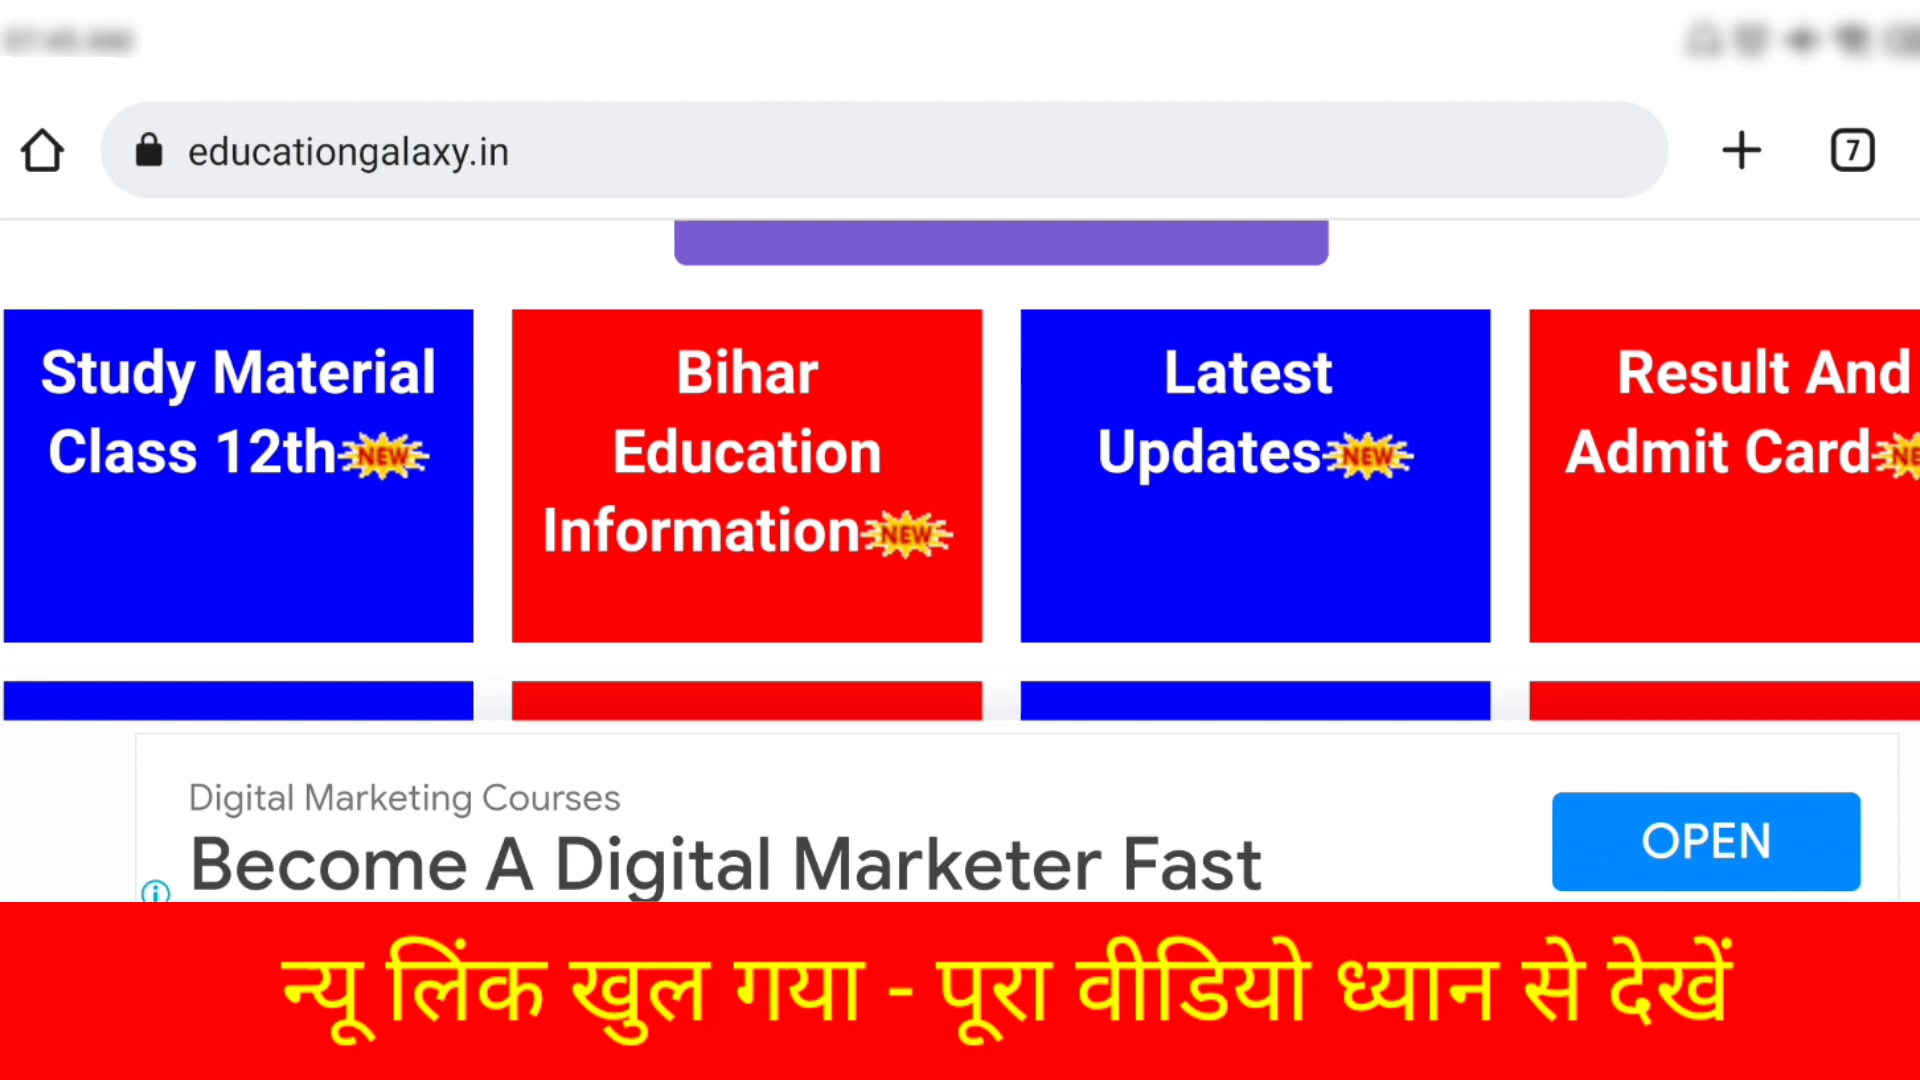 educationgalaxy.in
7
Study Material
Class 12th NEW
Bihar
Education
Information NEW
Latest
Updates NEW
Result And
Admit Card
Digital Marketing Courses
Become A Digital Marketer Fast
OPEN
न्यू लिंक खुल गया - पूरा वीडियो ध्यान से देखें